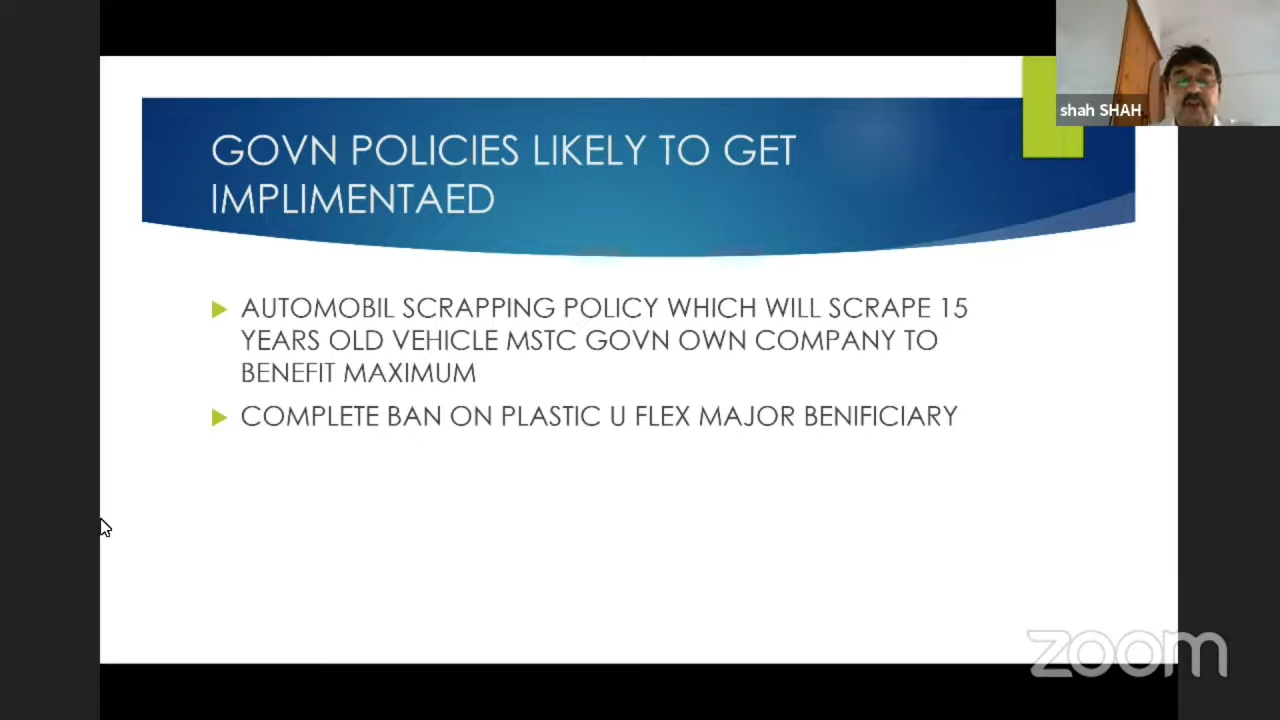 shah SHAH
GOVN POLICIES LIKELY TO GET
IMPLIMENTAED
AUTOMOBIL SCRAPPING POLICY WHICH WILL SCRAPE 15
YEARS OLD VEHICLE MSTC GOVN OWN COMPANY TO
BENEFIT MAXIMUM
COMPLETE BAN ON PLASTIC U FLEX MAJOR BENIFICIARY
zoom